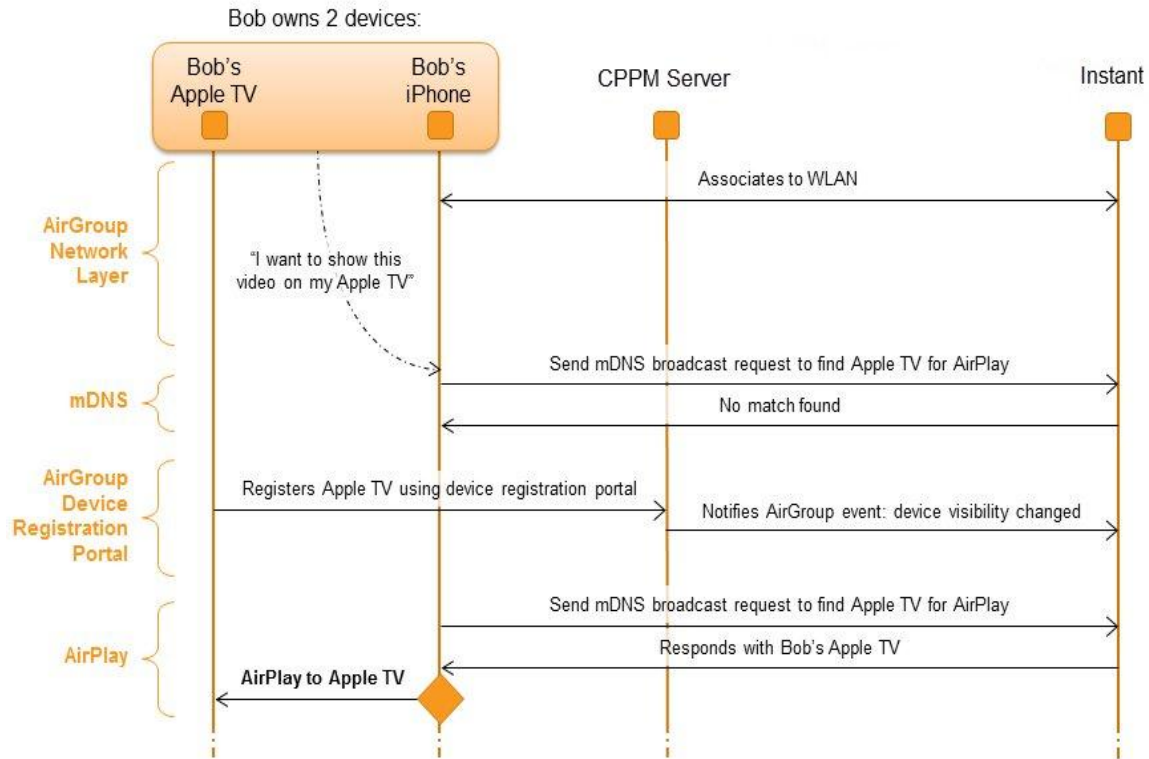 Bob owns 2 devices:
Bob's
Apple TV
Bob's
iPhone
CPPM Server
Instant
Associates to WLAN
AirGroup
Network
Layer
"I want to show this
video on my Apple TV"
Send mDNS broadcast request to find Apple TV for AirPlay
mDNS
No match found
AirGroup
Device
Registration
Portal
Registers Apple TV using device registration portal
Notifies AirGroup event: device visibility changed
Send mDNS broadcast request to find Apple TV for AirPlay
AirPlay
Responds with Bob's Apple TV
AirPlay to Apple TV